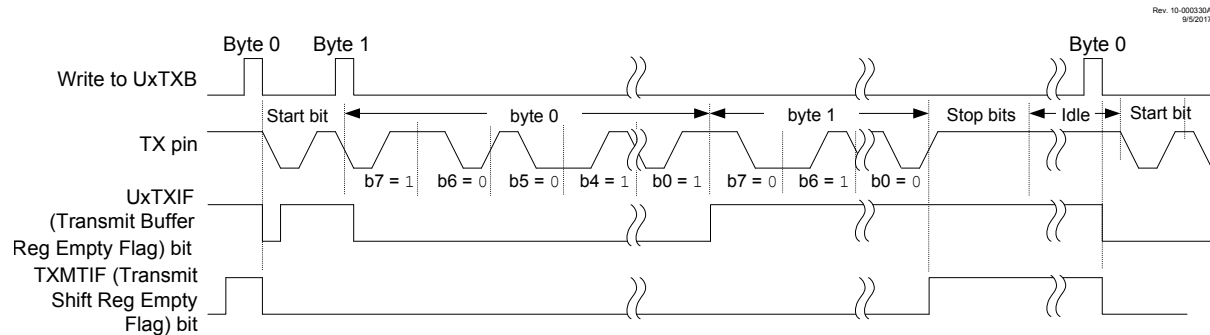 Rev. 10-000330A
9/5/2017
Byte 0 Byte 1 Byte 0
Write to UxTXB
Start bit byte 0 byte 1 Stop bits Idle Start bit
TX pin
b7 = 1 b6 = 0 b5 = 0 b4 = 1 b0 = 1 b7 = 0 b6 = 1 b0 = 0
UxTXIF
(Transmit Buffer
Reg Empty Flag) bit
TXMTIF (Transmit
Shift Reg Empty
Flag) bit